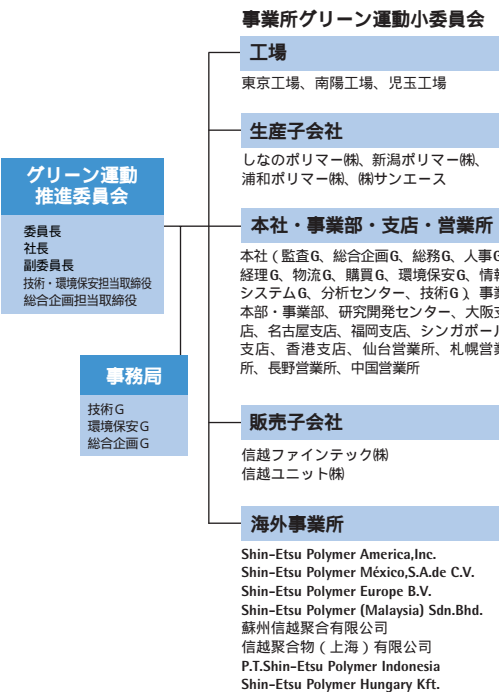 事業所グリーン運動小委員会
工場
東京工場、南陽工場、児玉工場
生産子会社
しなのポリマー㈱、新潟ポリマー㈱、
浦和ポリマー㈱、㈱サンエース
グリーン運動
推進委員会
委員長
社長
副委員長
技術・環境保安担当取締役
総合企画担当取締役
事務局
技術G
環境保安G
総合企画G
本社・事業部・支店・営業所
本社（監査G、総合企画G、総務G、人事G
経理G、物流G、購買G、環境保安G、情報
システムG、分析センター、技術G）、事業
本部・事業部、研究開発センター、大阪支
店、名古屋支店、福岡支店、シンガポール
支店、香港支店、仙台営業所、札幌営業
所、長野営業所、中国営業所
販売子会社
信越ファインテック㈱
信越ユニット㈱
海外事業所
Shin-Etsu Polymer America,Inc.
Shin-Etsu Polymer México,S.A.de C.V.
Shin-Etsu Polymer Europe B.V.
Shin-Etsu Polymer (Malaysia) Sdn.Bhd.
蘇州信越聚合有限公司
信越聚合物（上海）有限公司
P.T.Shin-Etsu Polymer Indonesia
Shin-Etsu Polymer Hungary Kft.